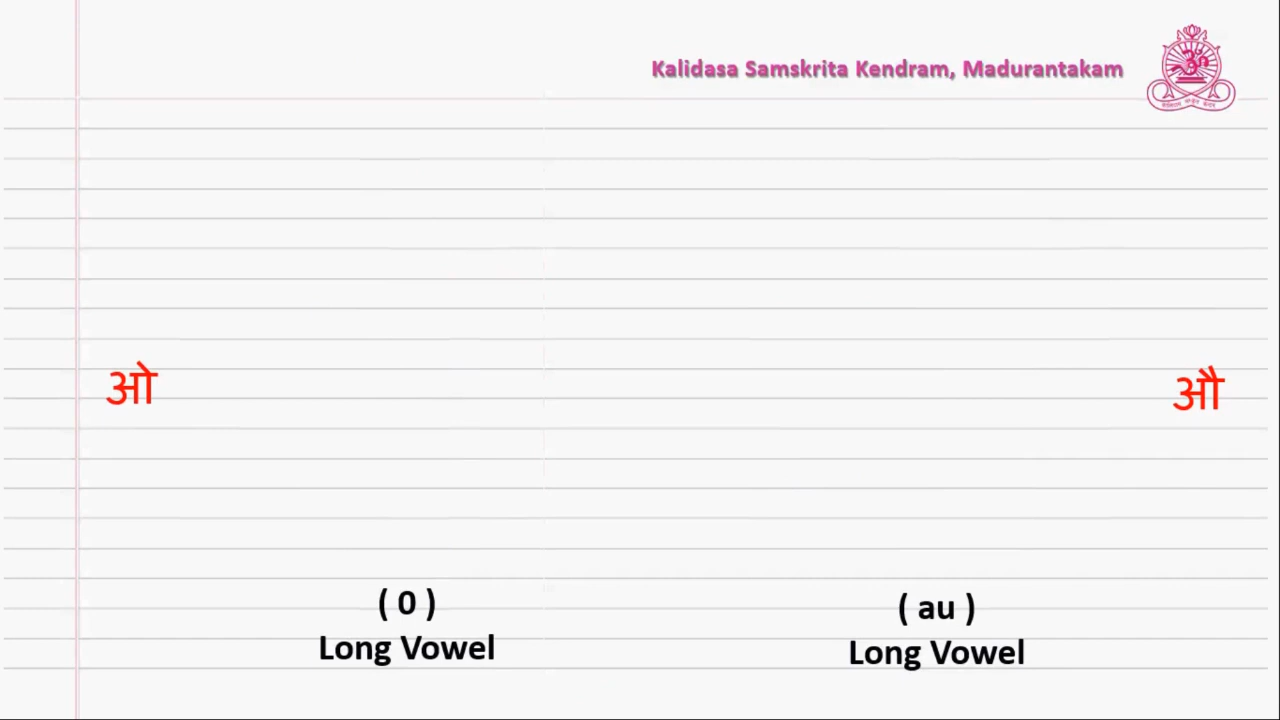 Kalidasa Samskrita Kendram, Madurantakam
ओ
औ
( 0 )
Long Vowel
( au )
Long Vowel